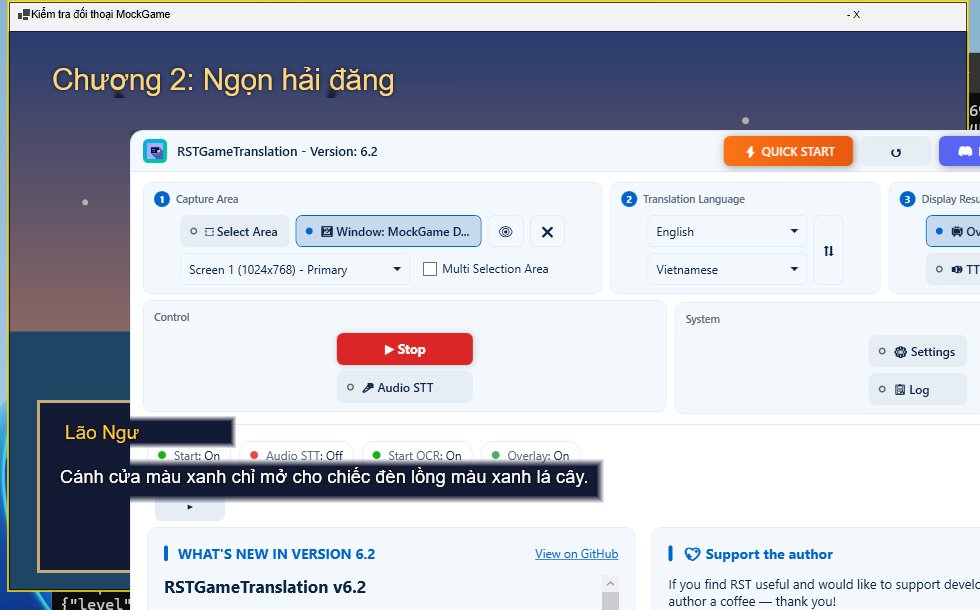 Kiểm tra đối thoại MockGame
- X
Chương 2: Ngọn hải đăng
RSTGameTranslation - Version: 6.2
QUICK START
1 Capture Area
Select Area
Window: MockGame D...
Screen 1 (1024x768) - Primary
Multi Selection Area
2 Translation Language
English
Vietnamese
3 Display Resu
Ov
TT
Control
Stop
Audio STT
System
Settings
Log
Lão Ngư
Start: On
Audio STT: Off
Start OCR: On
Overlay: On
Cánh cửa màu xanh chỉ mở cho chiếc đèn lồng màu xanh lá cây.
WHAT'S NEW IN VERSION 6.2
View on GitHub
RSTGameTranslation v6.2
Support the author
If you find RST useful and would like to support develo
author a coffee — thank you!
{"level"